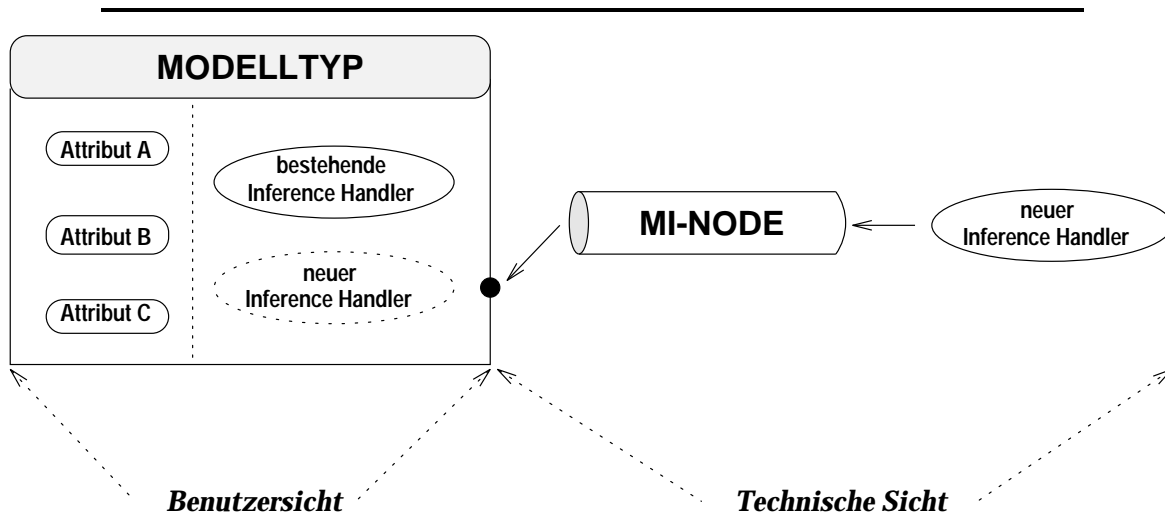 MODELLTYP
Attribut A
bestehende
Inference Handler
Attribut B
neuer
Inference Handler
Attribut C
MI-NODE
neuer
Inference Handler
Benutzersicht
Technische Sicht